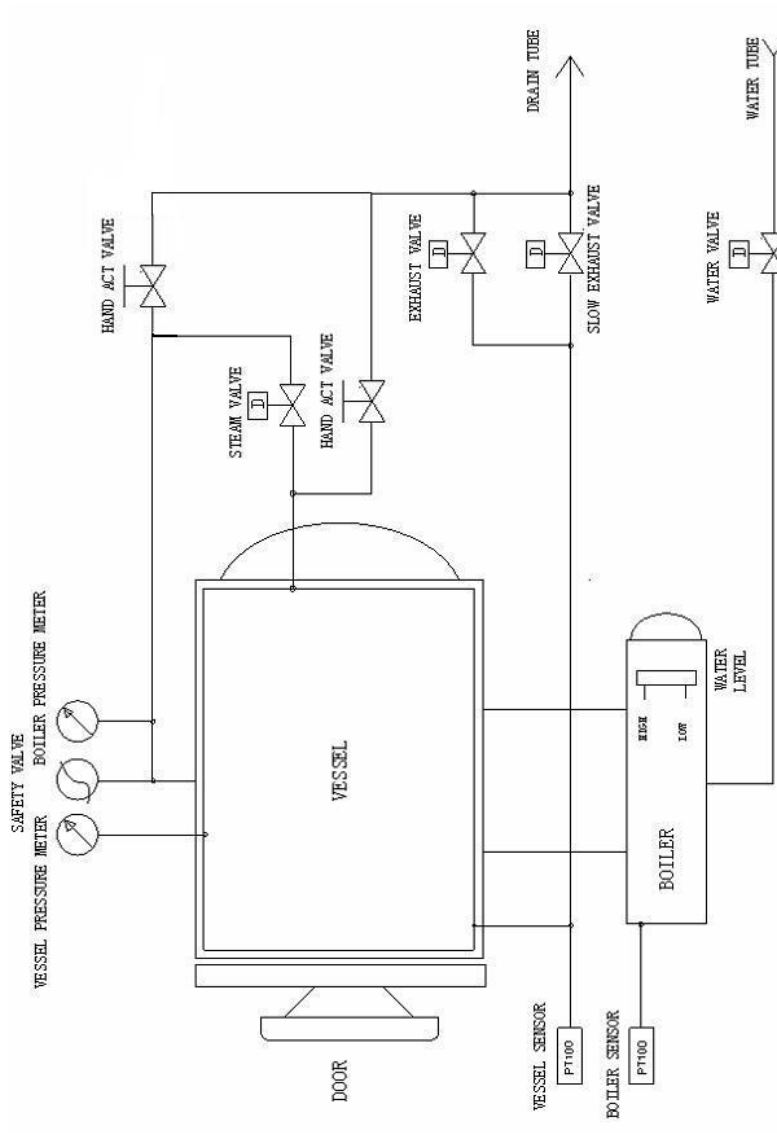 SAFETY VALVE
VESSEL PRESSURE METER
BOILER PRESSURE METER
HAND ACT VALVE
STEAM VALVE
D
HAND ACT VALVE
EXHAUST VALVE
D
SLOW EXHAUST VALVE
D
DRAIN TUBE
WATER VALVE
D
WATER TUBE
VESSEL
DOOR
VESSEL SENSOR
PT100
BOILER SENSOR
PT100
BOILER
HIGH
LOW
WATER
LEVEL